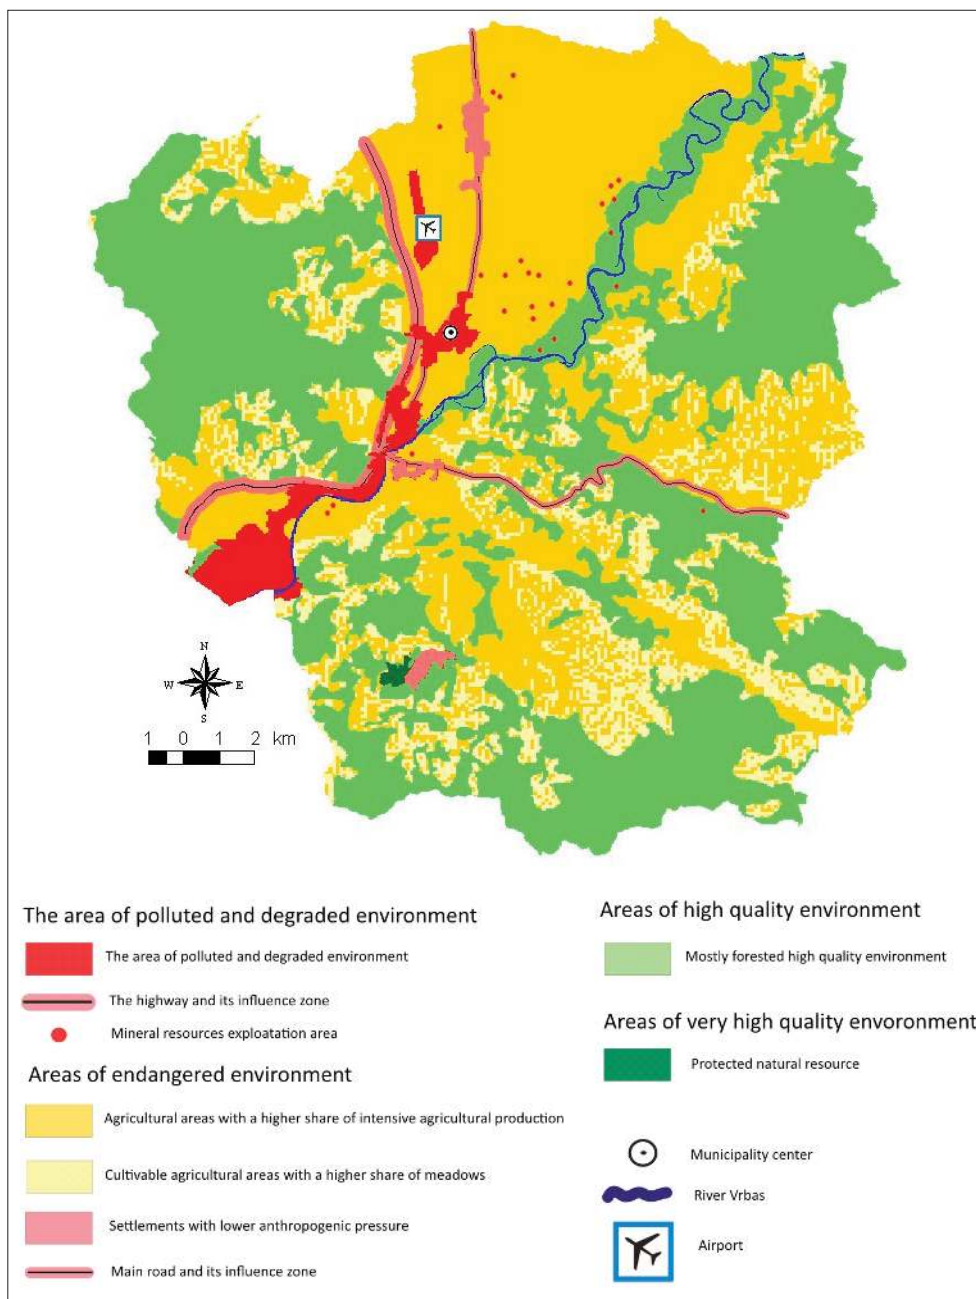 N
W E
S
1 0 1 2 km
The area of polluted and degraded environment
The area of polluted and degraded environment
The highway and its influence zone
Mineral resources exploatation area
Areas of endangered environment
Agricultural areas with a higher share of intensive agricultural production
Cultivable agricultural areas with a higher share of meadows
Settlements with lower anthropogenic pressure
Main road and its influence zone
Areas of high quality environment
Mostly forested high quality environment
Areas of very high quality envoronment
Protected natural resource
Municipality center
River Vrbas
Airport